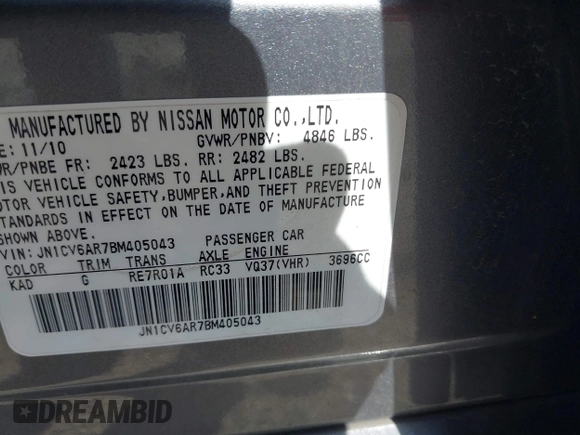 MANUFACTURED BY NISSAN MOTOR CO.,LTD.
E: 11/10 GVWR/PNBV: 4846 LBS.
WR/PNBE FR: 2423 LBS. RR: 2482 LBS.
IS VEHICLE CONFORMS TO ALL APPLICABLE FEDERAL
OTOR VEHICLE SAFETY,BUMPER,AND THEFT PREVENTION
STANDARDS IN EFFECT ON THE DATE OF MANUFACTURE
SHOWN ABOVE.
VIN: JN1CV6AR7BM405043 PASSENGER CAR
COLOR TRIM TRANS AXLE ENGINE
KAD G RE7R01A RC33 VQ37(VHR) 3696CC
JN1CV6AR7BM405043
DREAMBID